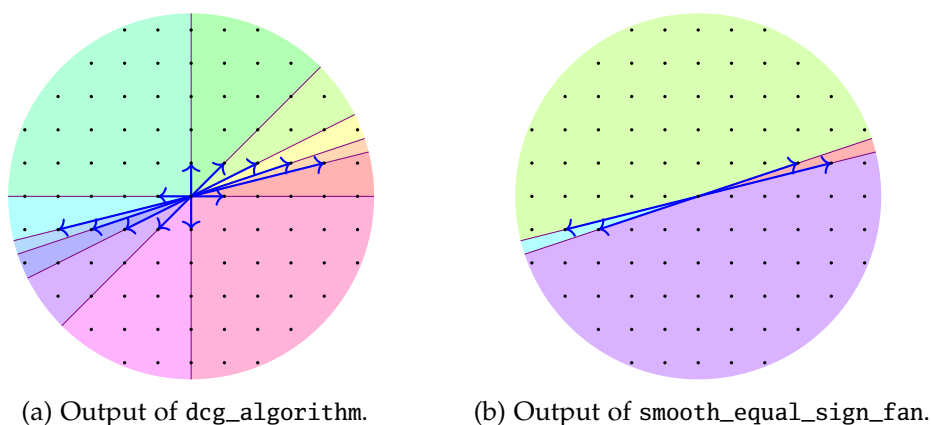 (a) Output of dcg_algorithm.
(b) Output of smooth_equal_sign_fan.